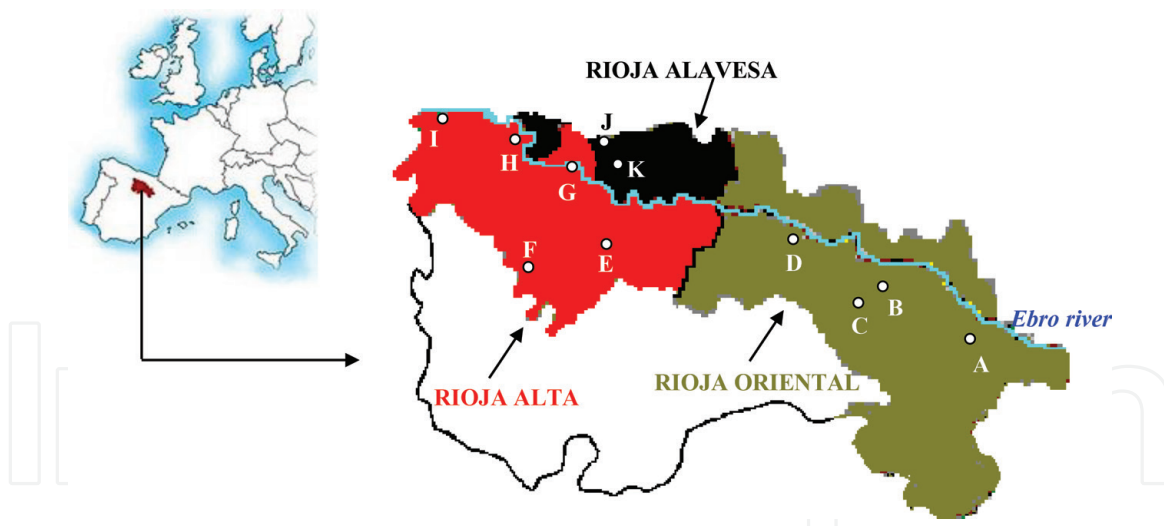 RIOJA ALAVESA
I
H
J
K
G
F
E
D
B
C
A
Ebro river
RIOJA ALTA
RIOJA ORIENTAL